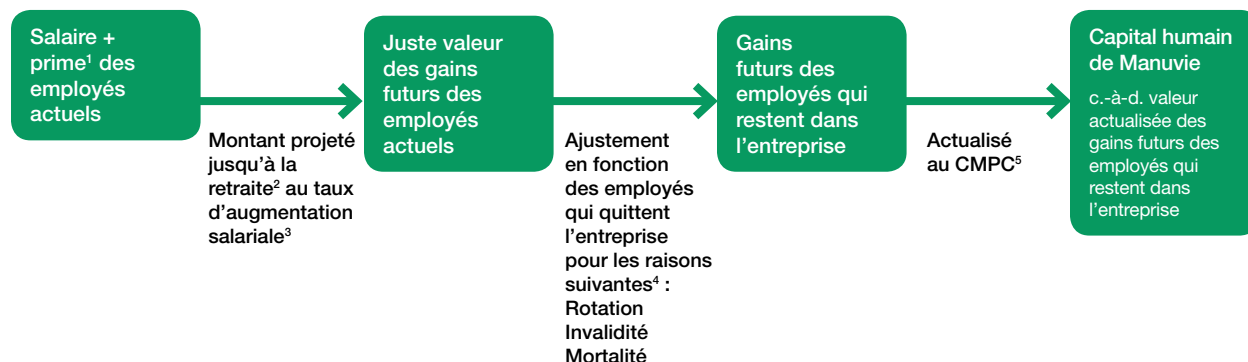 Salaire +
prime¹ des
employés
actuels
Montant projeté
jusqu’à la
retraite² au taux
d’augmentation
salariale³
Juste valeur
des gains
futurs des
employés
actuels
Ajustement
en fonction
des employés
qui quittent
l’entreprise
pour les raisons
suivantes⁴ :
Rotation
Invalidité
Mortalité
Gains
futurs des
employés qui
restent dans
l’entreprise
Actualisé
au CMPC⁵
Capital humain
de Manuvie
c.-à-d. valeur
actualisée des
gains futurs des
employés qui
restent dans
l’entreprise